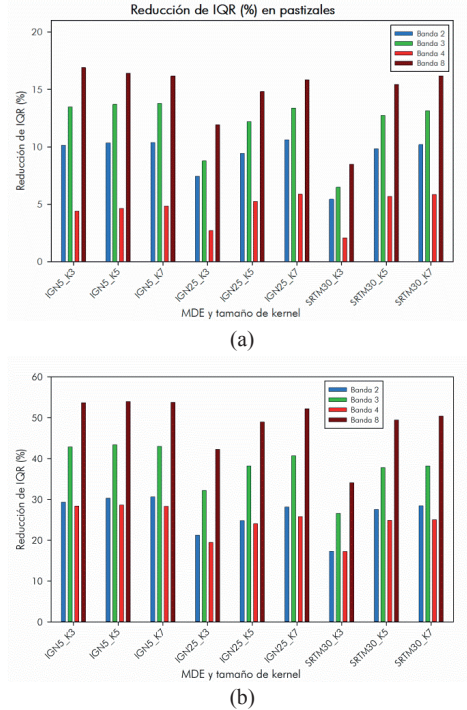 Reducción de IQR (%) en pastizales
20
15
10
5
0
Reducción de IQR (%)
Banda 2
Banda 3
Banda 4
Banda 8
IGN5_K3
IGN5_K5
IGN5_K7
IGN25_K3
IGN25_K5
IGN25_K7
SRTM30_K3
SRTM30_K5
SRTM30_K7
MDE y tamaño de kernel
(a)
60
50
40
30
20
10
0
Reducción de IQR (%)
Banda 2
Banda 3
Banda 4
Banda 8
IGN5_K3
IGN5_K5
IGN5_K7
IGN25_K3
IGN25_K5
IGN25_K7
SRTM30_K3
SRTM30_K5
SRTM30_K7
MDE y tamaño de kernel
(b)